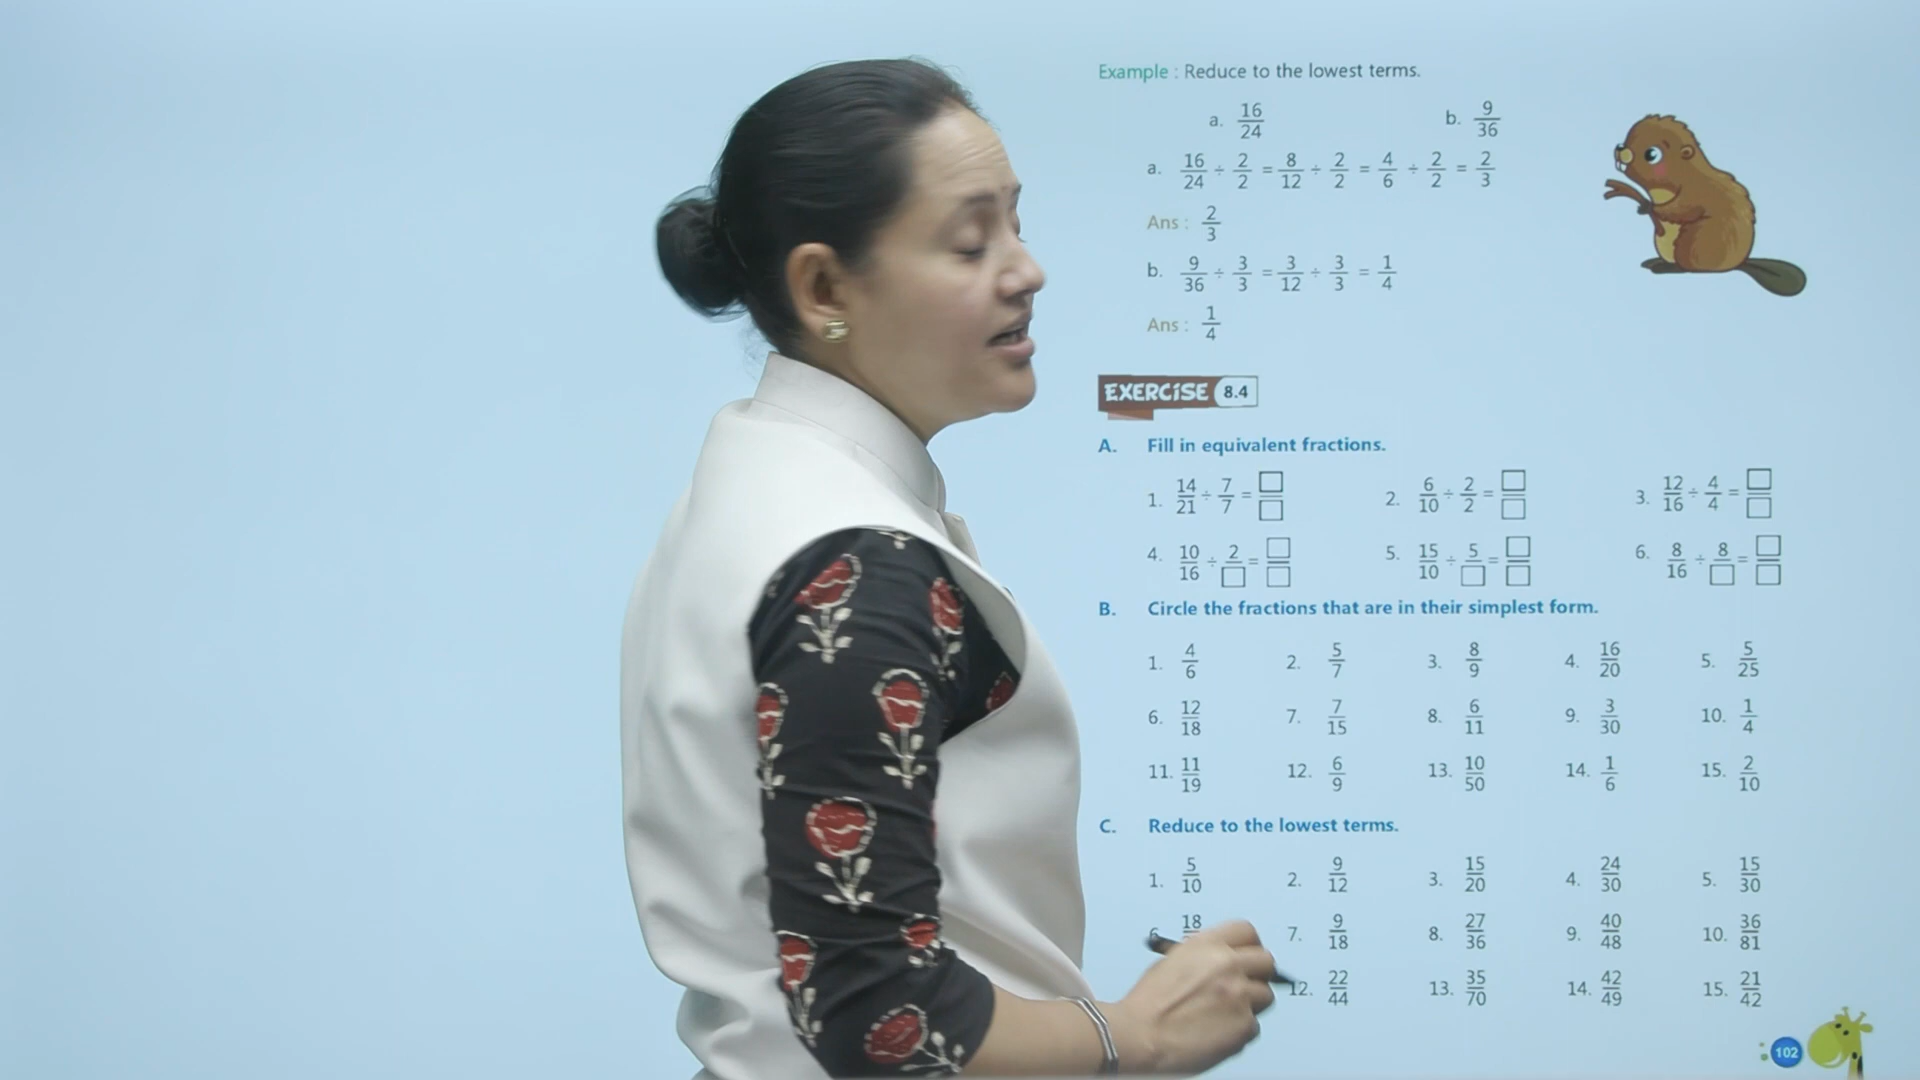 Example : Reduce to the lowest terms.
a. 16/24 b. 9/36
a. 16/24 ÷ 2/2 = 8/12 ÷ 2/2 = 4/6 ÷ 2/2 = 2/3
Ans : 2/3
b. 9/36 ÷ 3/3 = 3/12 ÷ 3/3 = 1/4
Ans : 1/4
EXERCISE 8.4
A. Fill in equivalent fractions.
1. 14/21 ÷ 7/7 = □/□ 2. 6/10 ÷ 2/2 = □/□ 3. 12/16 ÷ 4/4 = □/□
4. 10/16 ÷ 2/□ = □/□ 5. 15/10 ÷ 5/□ = □/□ 6. 8/16 ÷ 8/□ = □/□
B. Circle the fractions that are in their simplest form.
1. 4/6 2. 5/7 3. 8/9 4. 16/20 5. 5/25
6. 12/18 7. 7/15 8. 6/11 9. 3/30 10. 1/4
11. 11/19 12. 6/9 13. 10/50 14. 1/6 15. 2/10
C. Reduce to the lowest terms.
1. 5/10 2. 9/12 3. 15/20 4. 24/30 5. 15/30
18 7. 9/18 8. 27/36 9. 40/48 10. 36/81
12. 22/44 13. 35/70 14. 42/49 15. 21/42
102